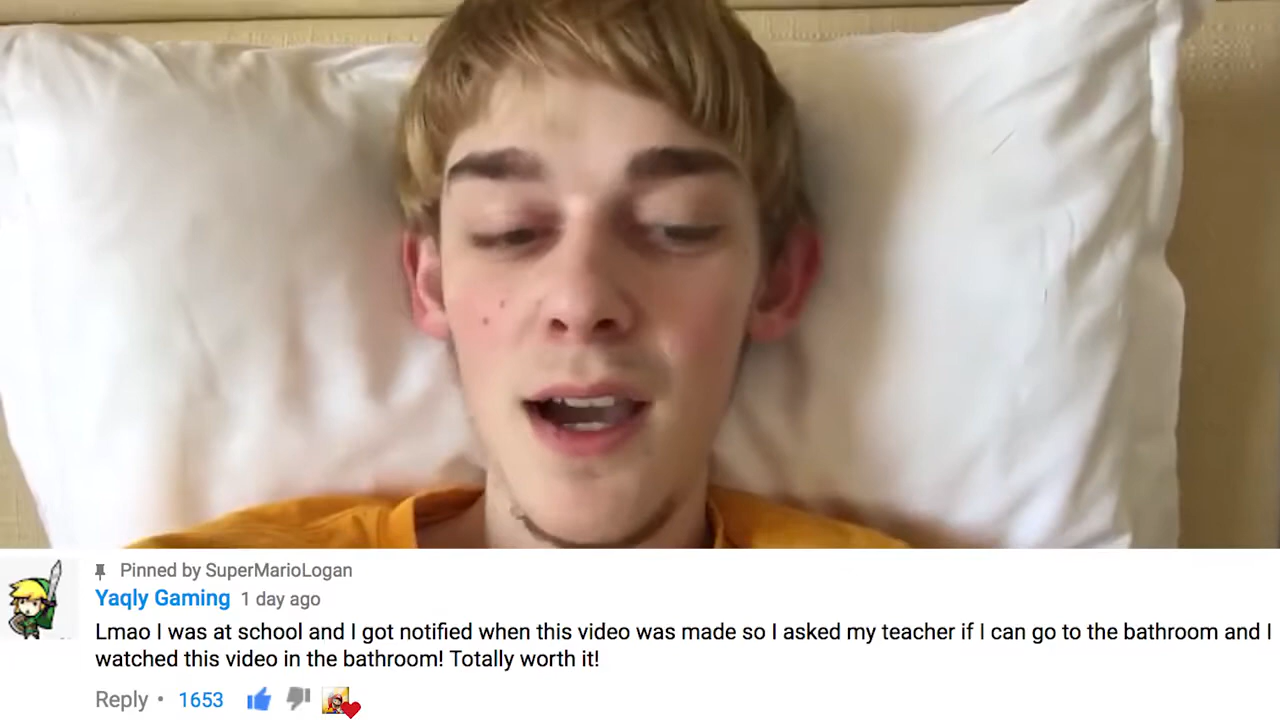 Pinned by SuperMarioLogan
Yaqly Gaming 1 day ago
Lmao I was at school and I got notified when this video was made so I asked my teacher if I can go to the bathroom and I
watched this video in the bathroom! Totally worth it!
Reply • 1653